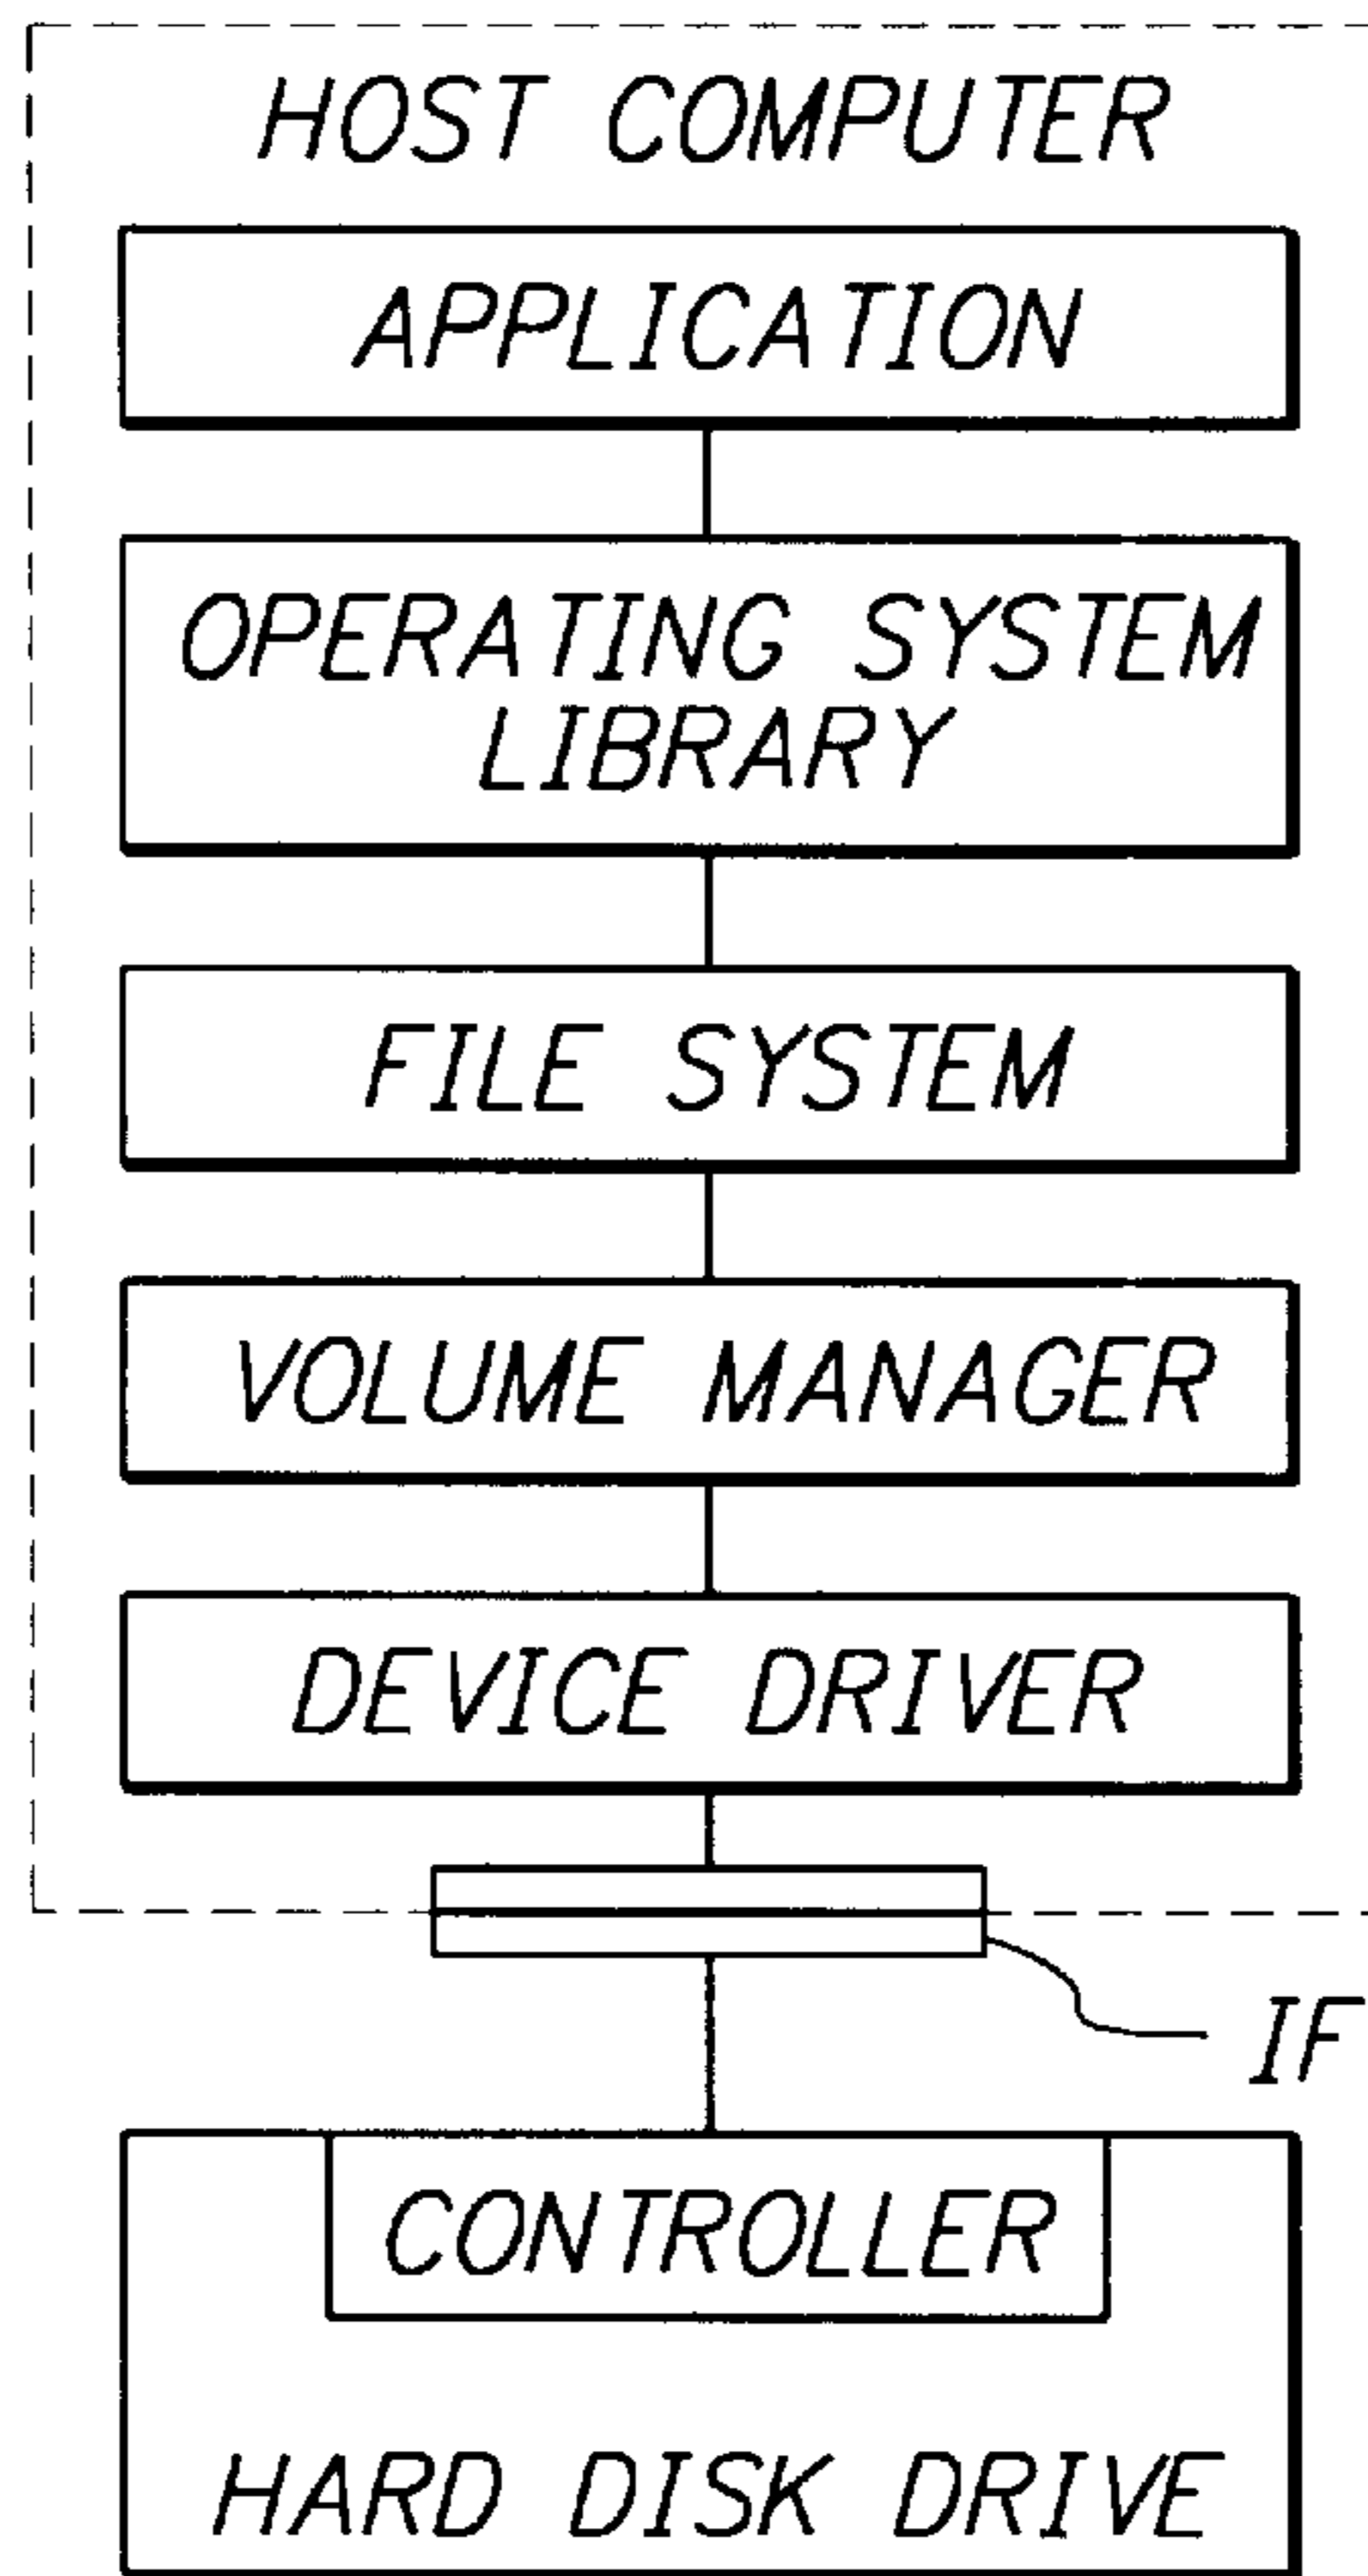 HOST COMPUTER
APPLICATION
OPERATING SYSTEM
LIBRARY
FILE SYSTEM
VOLUME MANAGER
DEVICE DRIVER
IF
CONTROLLER
HARD DISK DRIVE